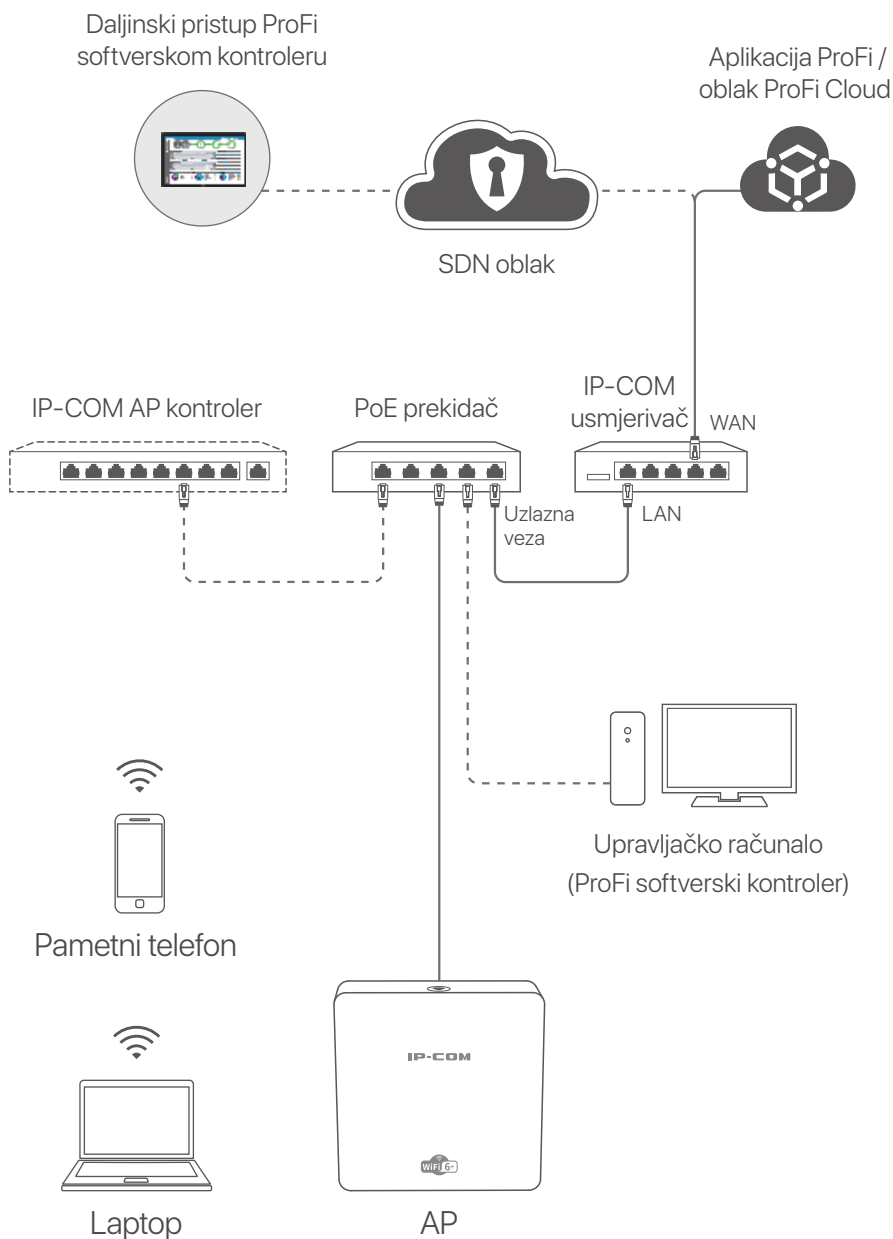 Daljinski pristup ProFi
softverskom kontroleru
Aplikacija ProFi /
oblak ProFi Cloud
SDN oblak
IP-COM AP kontroler
PoE prekidač
IP-COM
usmjerivač
WAN
Uzlazna
veza
LAN
Upravljačko računalo
(ProFi softverski kontroler)
Pametni telefon
IP-COM
WiFi 6+
Laptop
AP